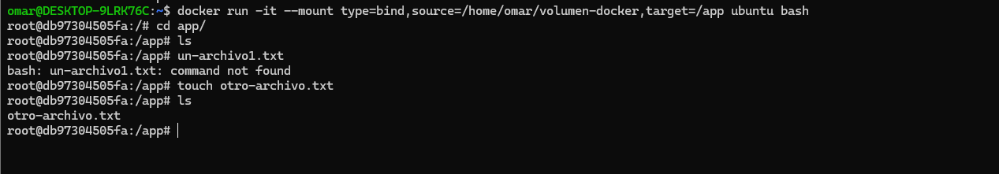 omar@DESKTOP-9LRK76C:~$ docker run -it --mount type=bind,source=/home/omar/volumen-docker,target=/app ubuntu bash
root@db97304505fa:/# cd app/
root@db97304505fa:/app# ls
root@db97304505fa:/app# un-archivo1.txt
bash: un-archivo1.txt: command not found
root@db97304505fa:/app# touch otro-archivo.txt
root@db97304505fa:/app# ls
otro-archivo.txt
root@db97304505fa:/app#